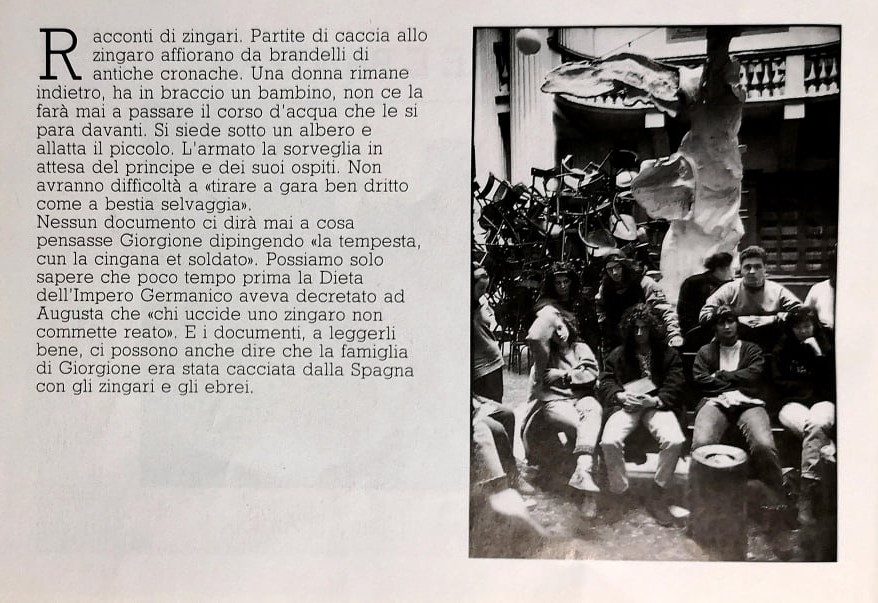 Racconti di zingari. Partite di caccia allo
zingaro affiorano da brandelli di
antiche cronache. Una donna rimane
indietro, ha in braccio un bambino, non ce la
farà mai a passare il corso d'acqua che le si
para davanti. Si siede sotto un albero e
allatta il piccolo. L'armato la sorveglia in
attesa del principe e dei suoi ospiti. Non
avranno difficoltà a «tirare a gara ben dritto
come a bestia selvaggia».
Nessun documento ci dirà mai a cosa
pensasse Giorgione dipingendo «la tempesta,
cun la cingana et soldato». Possiamo solo
sapere che poco tempo prima la Dieta
dell'Impero Germanico aveva decretato ad
Augusta che «chi uccide uno zingaro non
commette reato». E i documenti, a leggerli
bene, ci possono anche dire che la famiglia
di Giorgione era stata cacciata dalla Spagna
con gli zingari e gli ebrei.